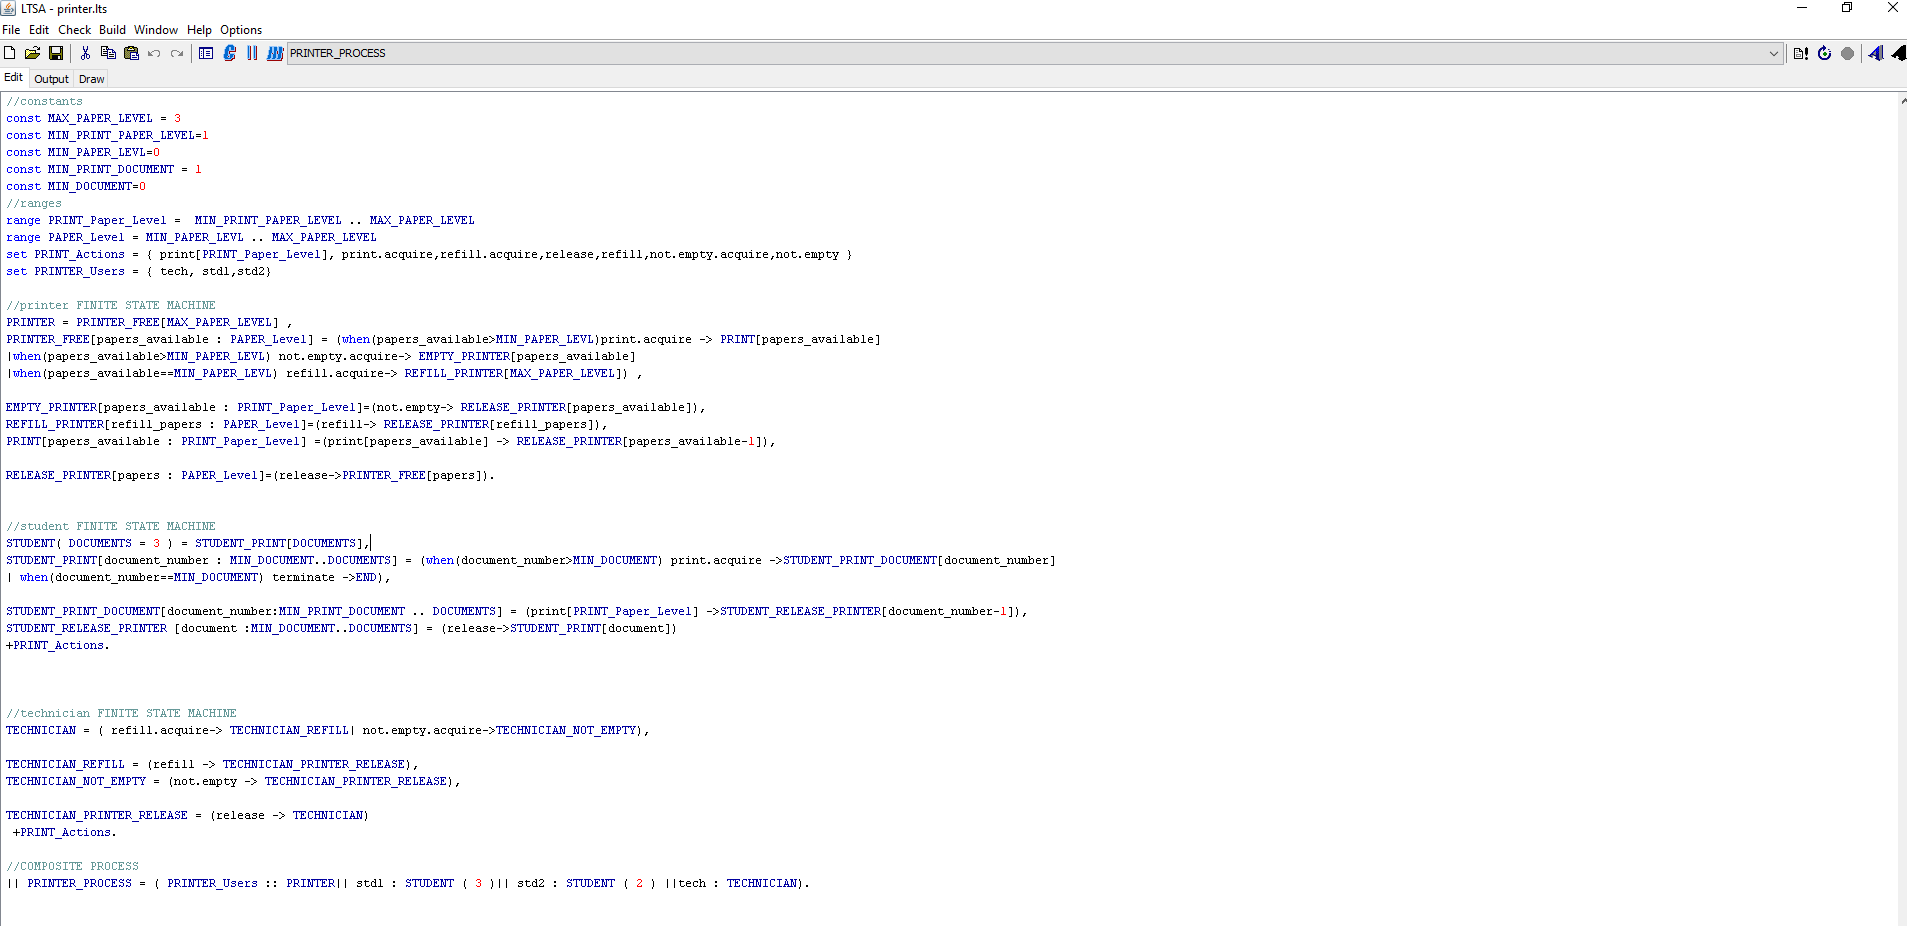 LTSA - printer.lts
File Edit Check Build Window Help Options
PRINTER_PROCESS
Edit Output Draw
//constants
const MAX_PAPER_LEVEL = 3
const MIN_PRINT_PAPER_LEVEL=1
const MIN_PAPER_LEVL=0
const MIN_PRINT_DOCUMENT = 1
const MIN_DOCUMENT=0
//ranges
range PRINT_Paper_Level =  MIN_PRINT_PAPER_LEVEL .. MAX_PAPER_LEVEL
range PAPER_Level = MIN_PAPER_LEVL .. MAX_PAPER_LEVEL
set PRINT_Actions = { print[PRINT_Paper_Level], print.acquire,refill.acquire,release,refill,not.empty.acquire,not.empty }
set PRINTER_Users = { tech, std1,std2}
//printer FINITE STATE MACHINE
PRINTER = PRINTER_FREE[MAX_PAPER_LEVEL] ,
PRINTER_FREE[papers_available : PAPER_Level] = (when(papers_available>MIN_PAPER_LEVL)print.acquire -> PRINT[papers_available]
|when(papers_available>MIN_PAPER_LEVL) not.empty.acquire-> EMPTY_PRINTER[papers_available]
|when(papers_available==MIN_PAPER_LEVL) refill.acquire-> REFILL_PRINTER[MAX_PAPER_LEVEL]) ,
EMPTY_PRINTER[papers_available : PRINT_Paper_Level]=(not.empty-> RELEASE_PRINTER[papers_available]),
REFILL_PRINTER[refill_papers : PAPER_Level]=(refill-> RELEASE_PRINTER[refill_papers]),
PRINT[papers_available : PRINT_Paper_Level] =(print[papers_available] -> RELEASE_PRINTER[papers_available-1]),
RELEASE_PRINTER[papers : PAPER_Level]=(release->PRINTER_FREE[papers]).
//student FINITE STATE MACHINE
STUDENT( DOCUMENTS = 3 ) = STUDENT_PRINT[DOCUMENTS],
STUDENT_PRINT[document_number : MIN_DOCUMENT..DOCUMENTS] = (when(document_number>MIN_DOCUMENT) print.acquire ->STUDENT_PRINT_DOCUMENT[document_number]
| when(document_number==MIN_DOCUMENT) terminate ->END),
STUDENT_PRINT_DOCUMENT[document_number:MIN_PRINT_DOCUMENT .. DOCUMENTS] = (print[PRINT_Paper_Level] ->STUDENT_RELEASE_PRINTER[document_number-1]),
STUDENT_RELEASE_PRINTER [document :MIN_DOCUMENT..DOCUMENTS] = (release->STUDENT_PRINT[document])
+PRINT_Actions.
//technician FINITE STATE MACHINE
TECHNICIAN = ( refill.acquire-> TECHNICIAN_REFILL| not.empty.acquire->TECHNICIAN_NOT_EMPTY),
TECHNICIAN_REFILL = (refill -> TECHNICIAN_PRINTER_RELEASE),
TECHNICIAN_NOT_EMPTY = (not.empty -> TECHNICIAN_PRINTER_RELEASE),
TECHNICIAN_PRINTER_RELEASE = (release -> TECHNICIAN)
+PRINT_Actions.
//COMPOSITE PROCESS
|| PRINTER_PROCESS = ( PRINTER_Users :: PRINTER|| std1 : STUDENT ( 3 )|| std2 : STUDENT ( 2 ) ||tech : TECHNICIAN).